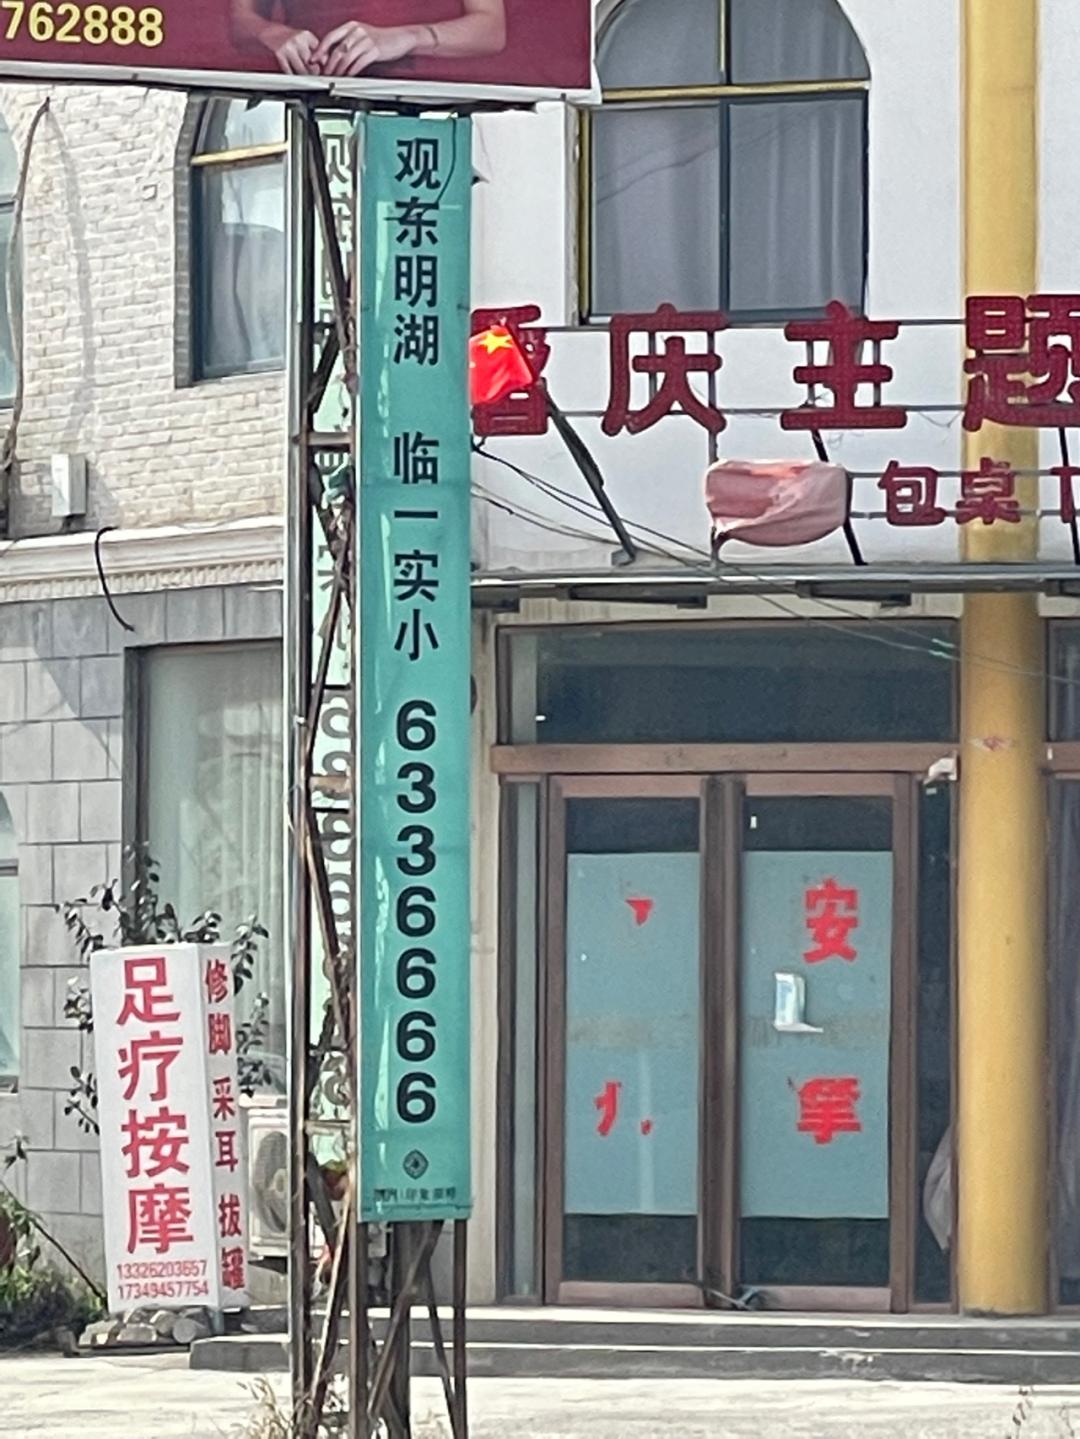 762888
观东明湖 临一实小 6336666
婚庆主题
包桌
足疗按摩
13326203657
17349457754
修脚 采耳 拔罐
安